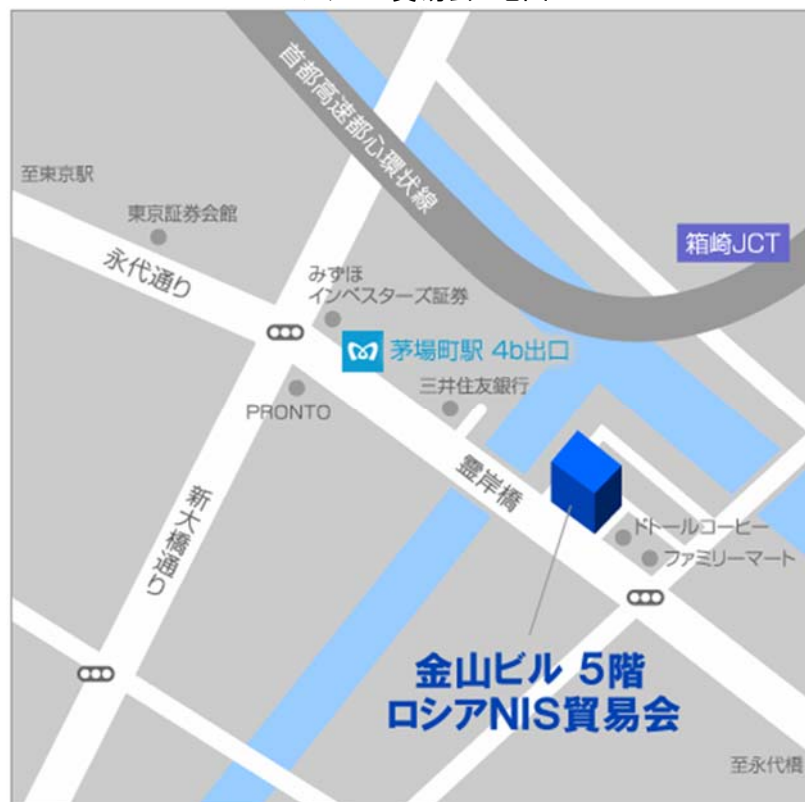 首都高速都心環状線
至東京駅
東京証券会館
箱崎JCT
永代通り
みずほ
インベスターズ証券
茅場町駅 4b出口
三井住友銀行
PRONTO
霊岸橋
新大橋通り
ドトールコーヒー
ファミリーマート
金山ビル 5階
ロシアNIS貿易会
至永代橋